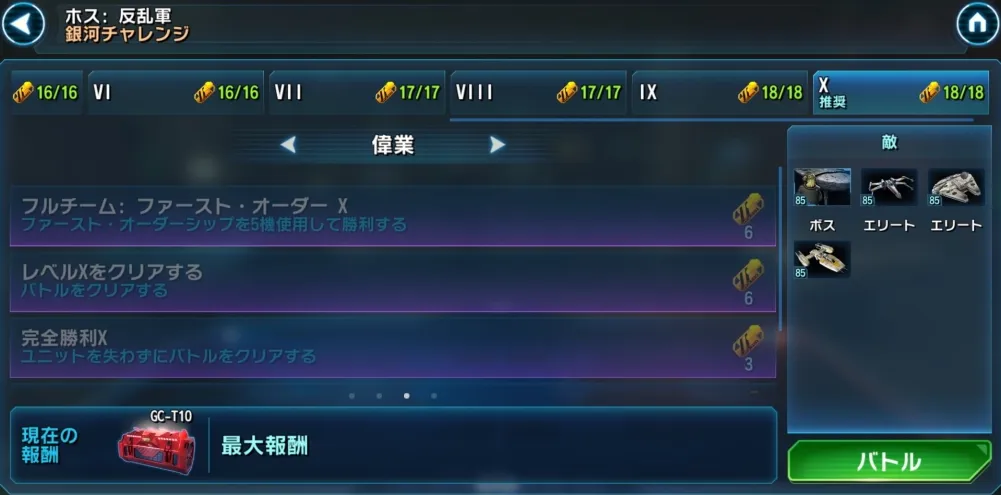 ホス: 反乱軍
銀河チャレンジ
16/16
VI
16/16
VII
17/17
VIII
17/17
IX
18/18
X
推奨
18/18
偉業
フルチーム: ファースト・オーダー X
ファースト・オーダーシップを5機使用して勝利する
6
レベルXをクリアする
バトルをクリアする
6
完全勝利X
ユニットを失わずにバトルをクリアする
3
敵
85
85
85
ボス
エリート
エリート
85
現在の
報酬
GC-T10
最大報酬
バトル